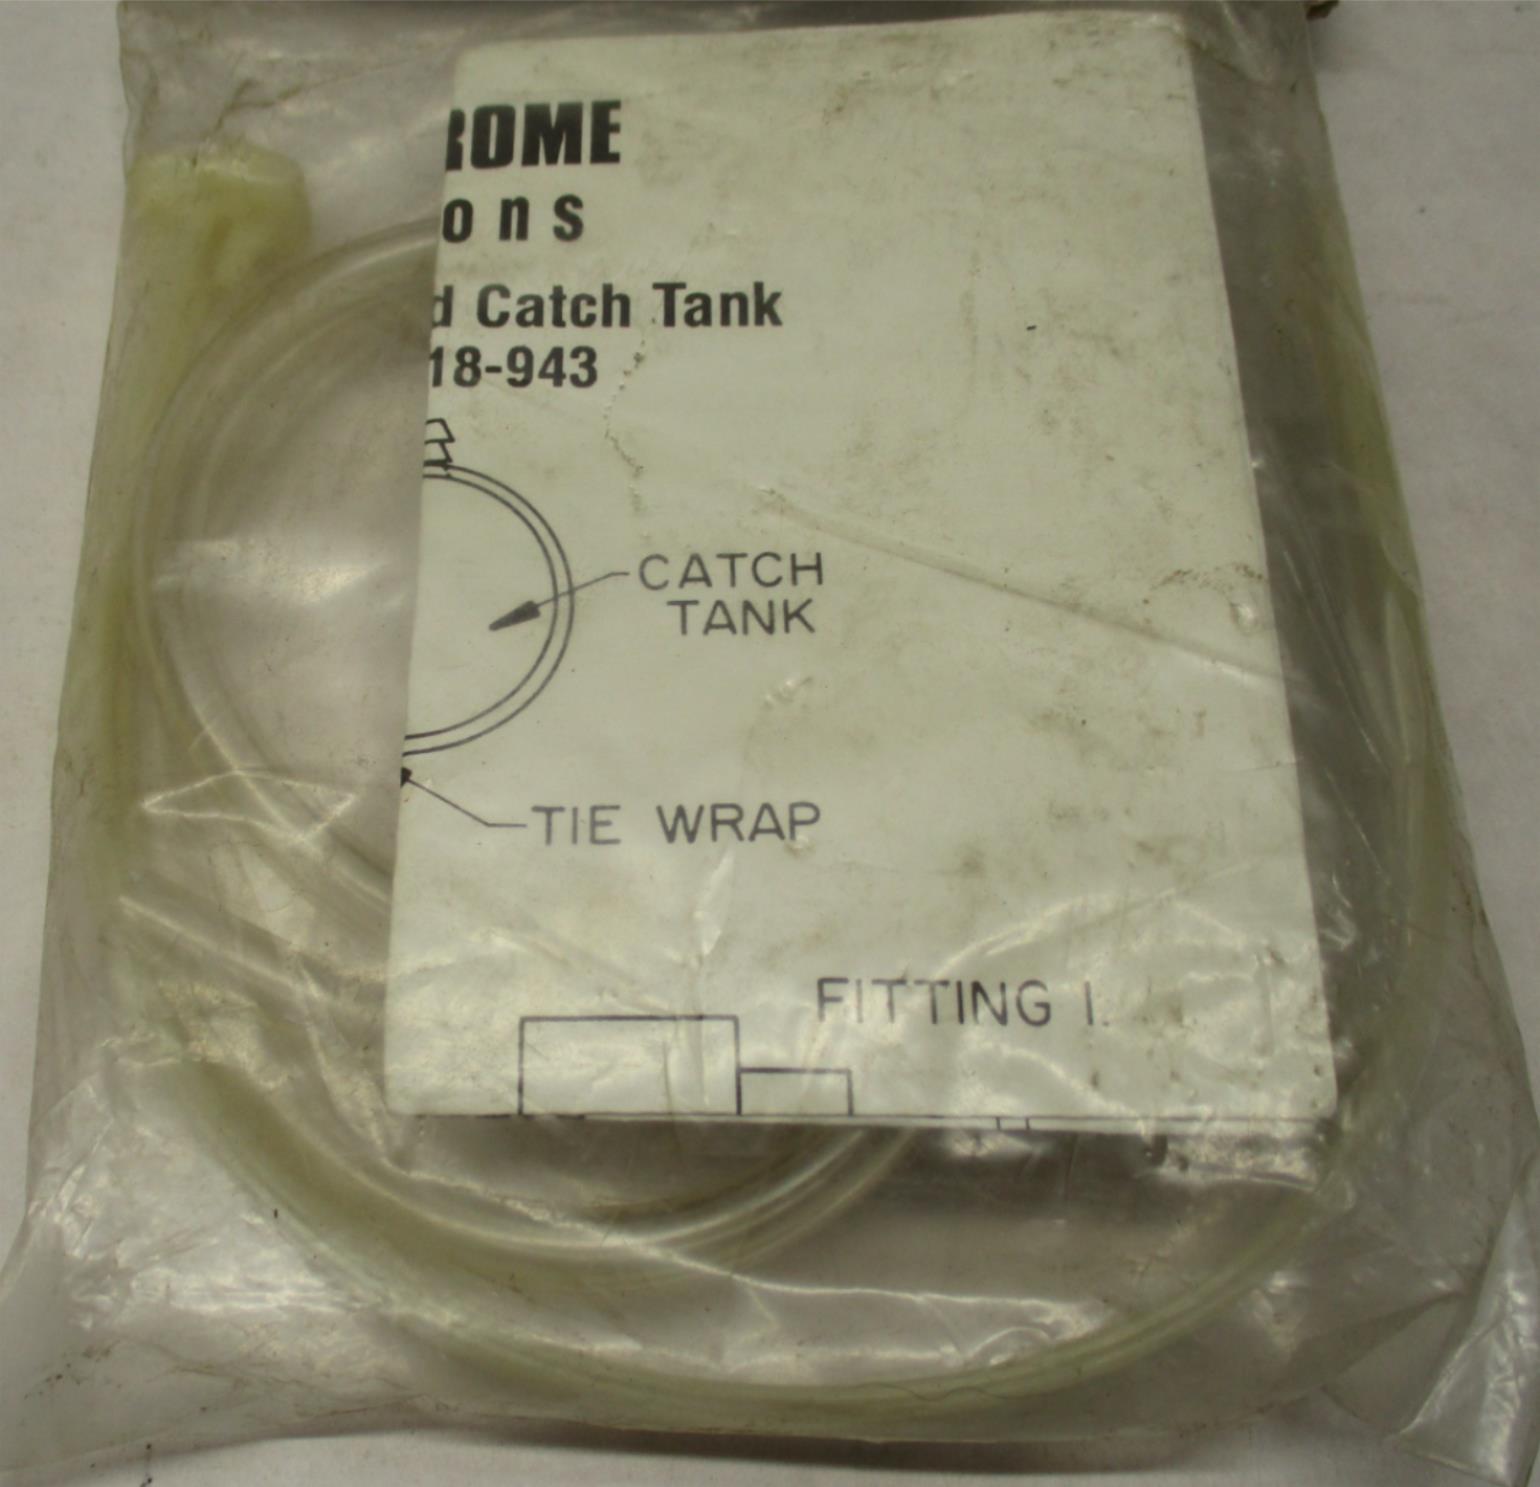 ROME
ons
d Catch Tank
18-943
CATCH
TANK
TIE WRAP
FITTING I.